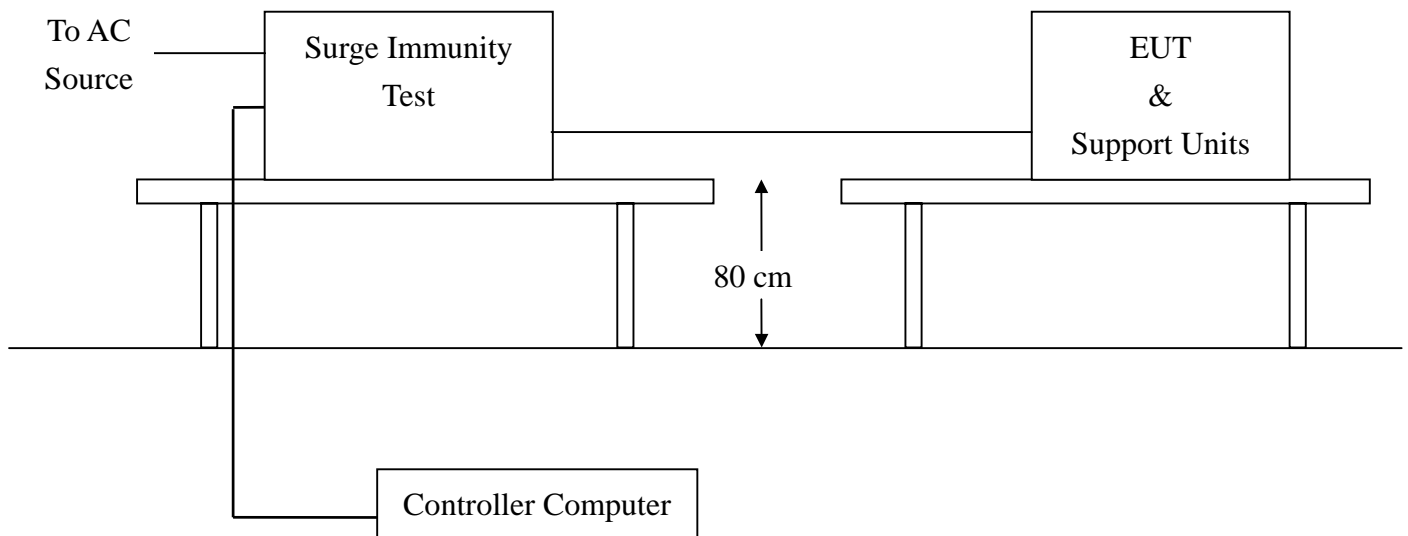 To AC
Source
Surge Immunity
Test
EUT
&
Support Units
80 cm
Controller Computer